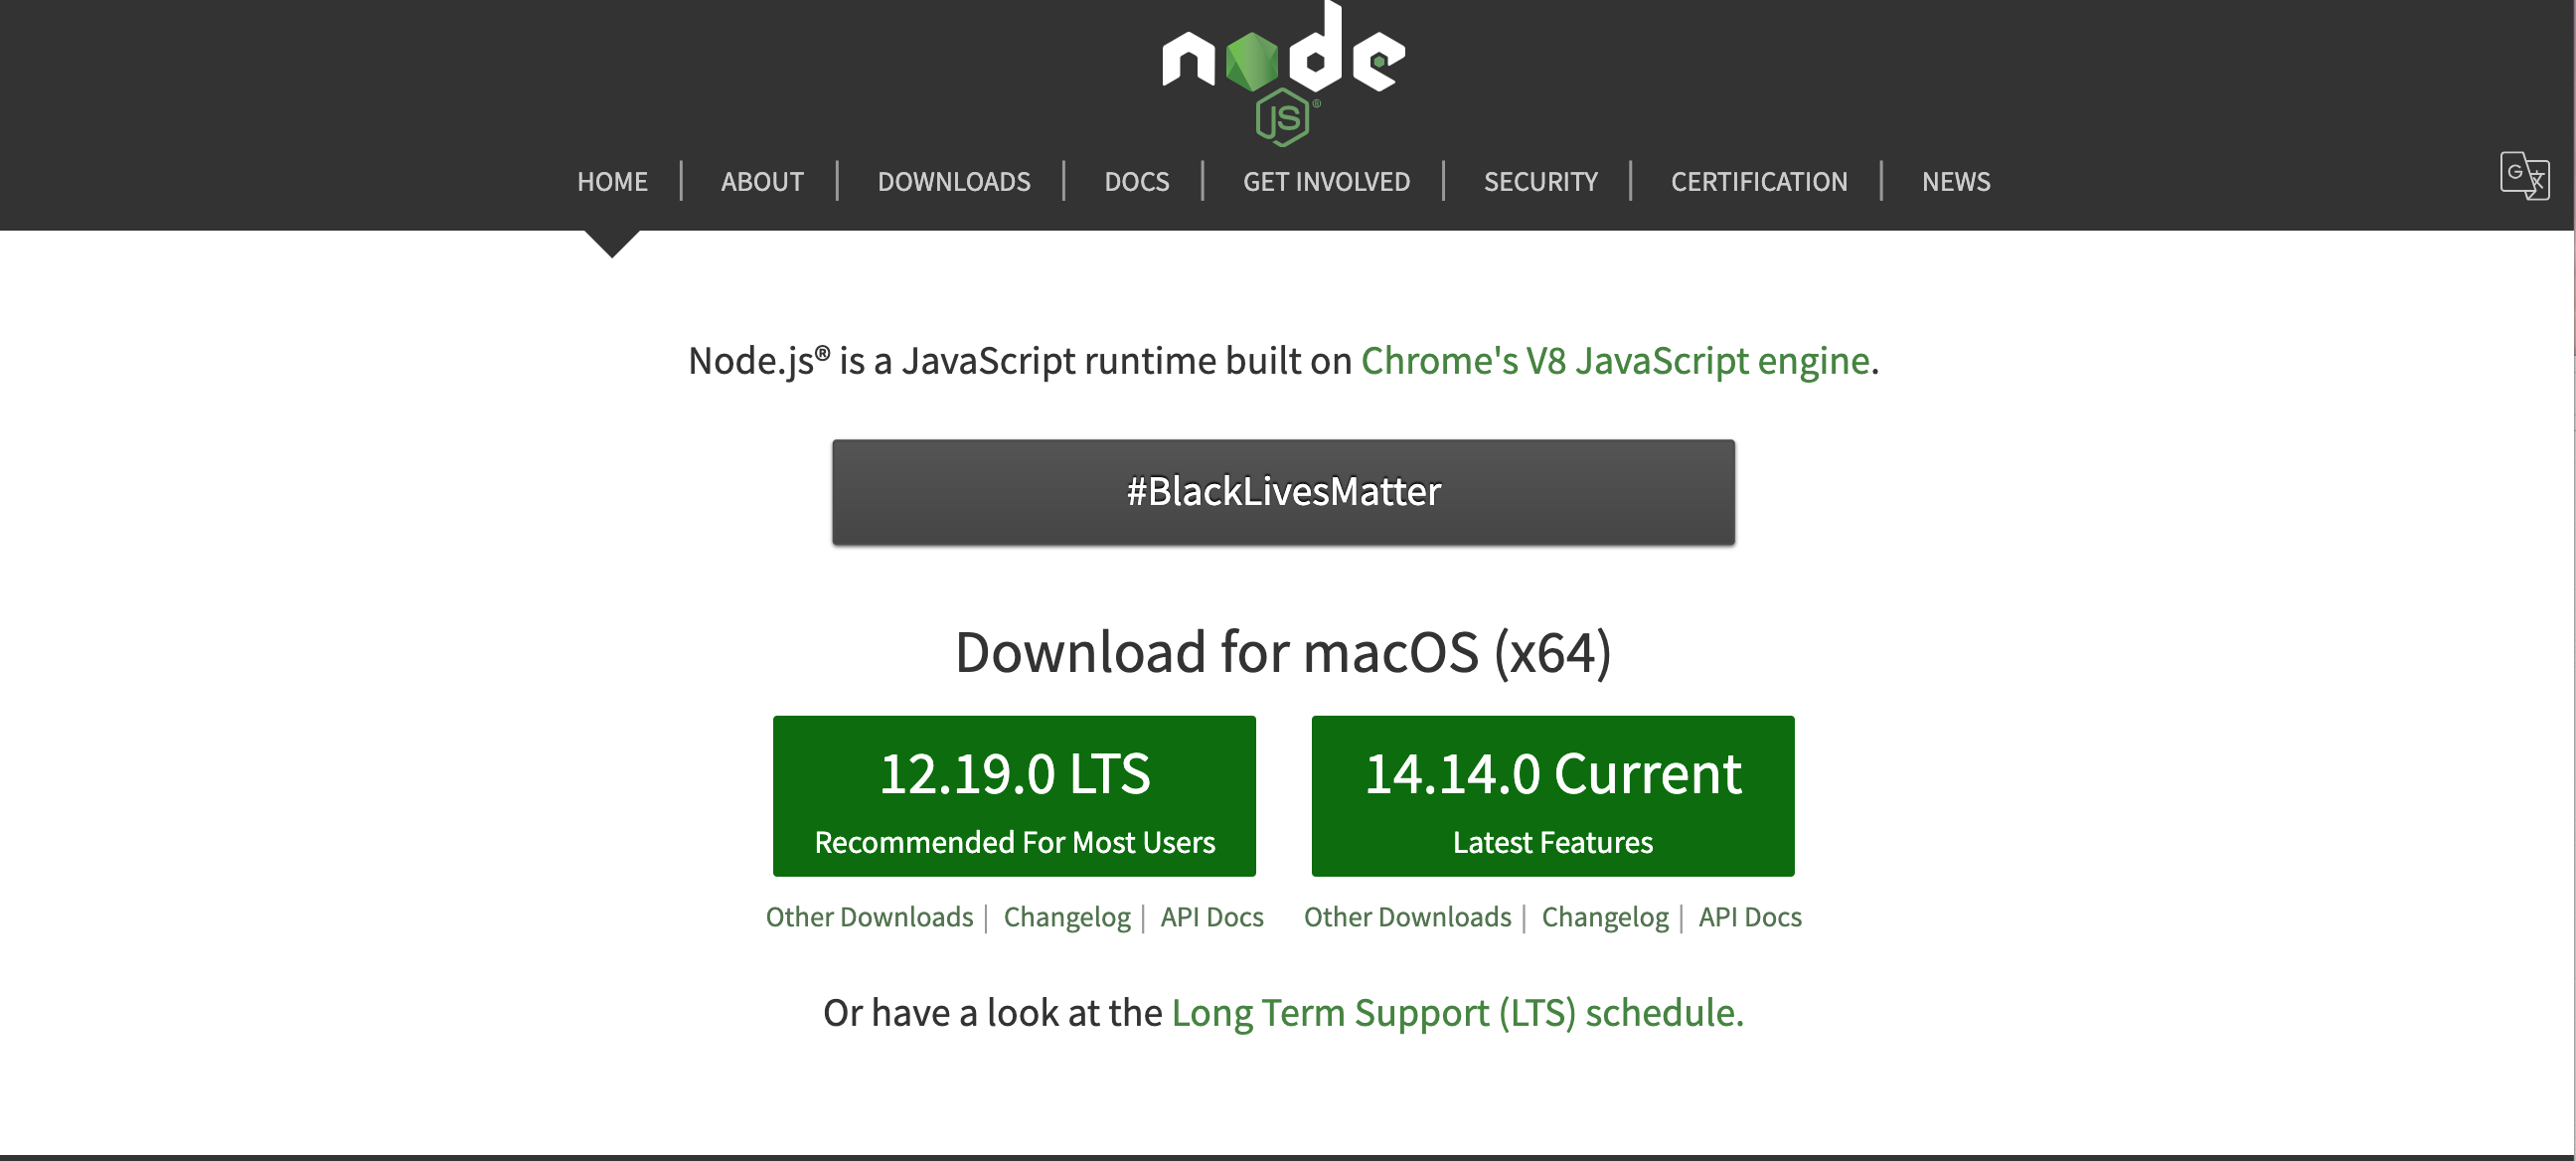 node
JS®
HOME | ABOUT | DOWNLOADS | DOCS | GET INVOLVED | SECURITY | CERTIFICATION | NEWS
G 文
Node.js® is a JavaScript runtime built on Chrome's V8 JavaScript engine.
#BlackLivesMatter
Download for macOS (x64)
12.19.0 LTS
Recommended For Most Users
14.14.0 Current
Latest Features
Other Downloads | Changelog | API Docs
Other Downloads | Changelog | API Docs
Or have a look at the Long Term Support (LTS) schedule.